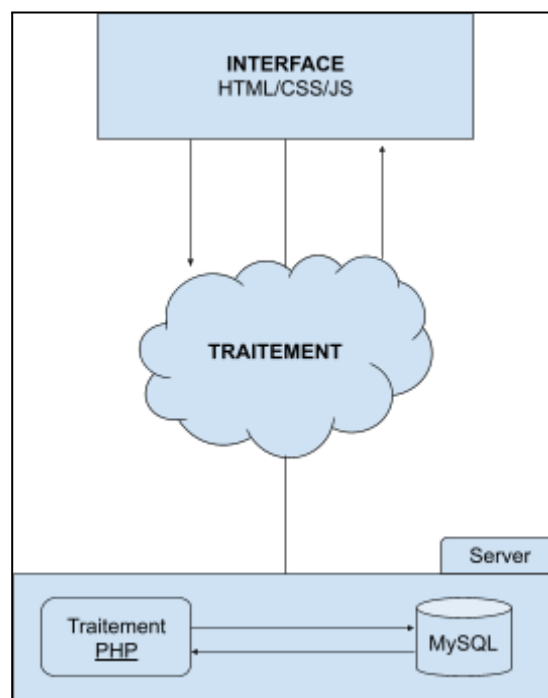 INTERFACE
HTML/CSS/JS
TRAITEMENT
Server
Traitement
PHP
MySQL